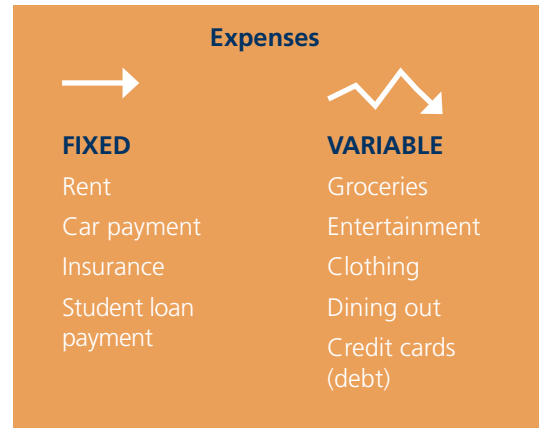 Expenses
FIXED
Rent
Car payment
Insurance
Student loan
payment
VARIABLE
Groceries
Entertainment
Clothing
Dining out
Credit cards
(debt)